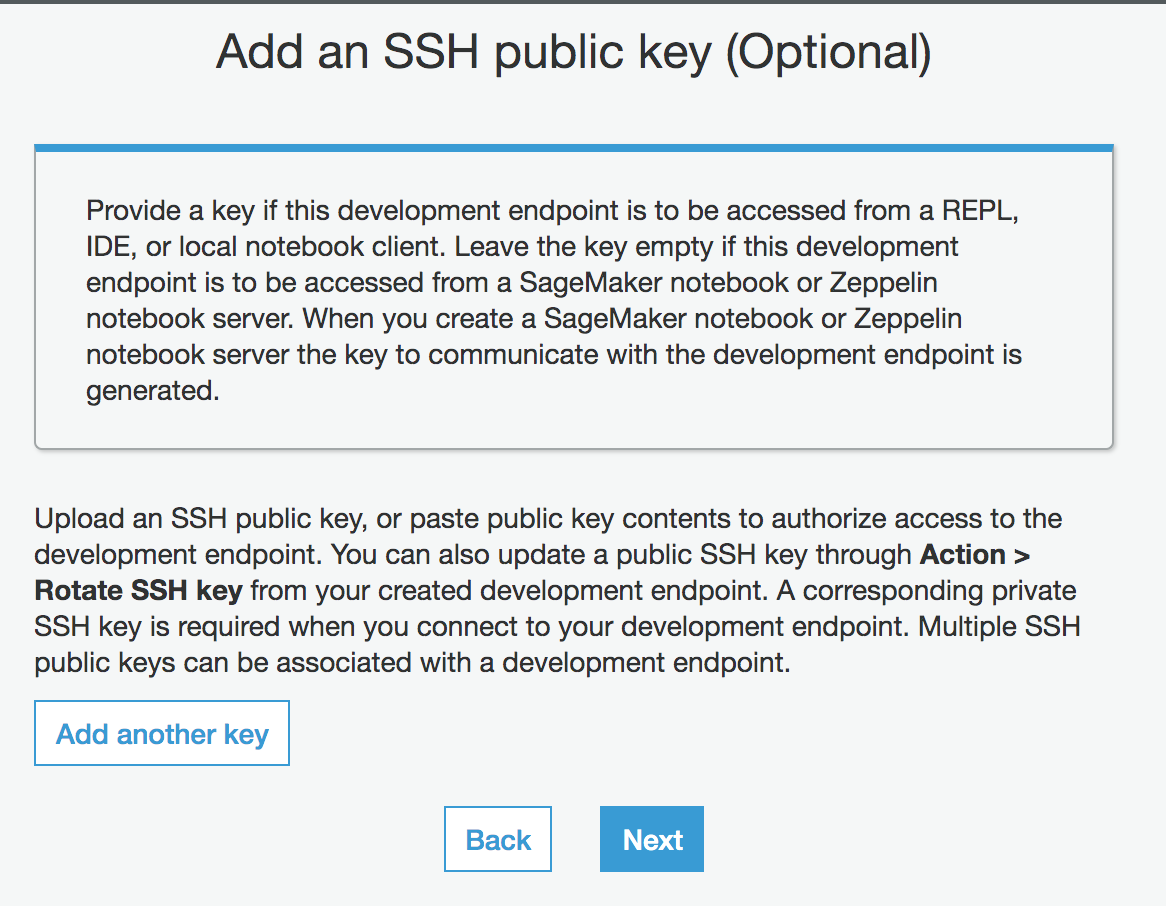 Add an SSH public key (Optional)
Provide a key if this development endpoint is to be accessed from a REPL,
IDE, or local notebook client. Leave the key empty if this development
endpoint is to be accessed from a SageMaker notebook or Zeppelin
notebook server. When you create a SageMaker notebook or Zeppelin
notebook server the key to communicate with the development endpoint is
generated.
Upload an SSH public key, or paste public key contents to authorize access to the
development endpoint. You can also update a public SSH key through Action >
Rotate SSH key from your created development endpoint. A corresponding private
SSH key is required when you connect to your development endpoint. Multiple SSH
public keys can be associated with a development endpoint.
Add another key
Back Next